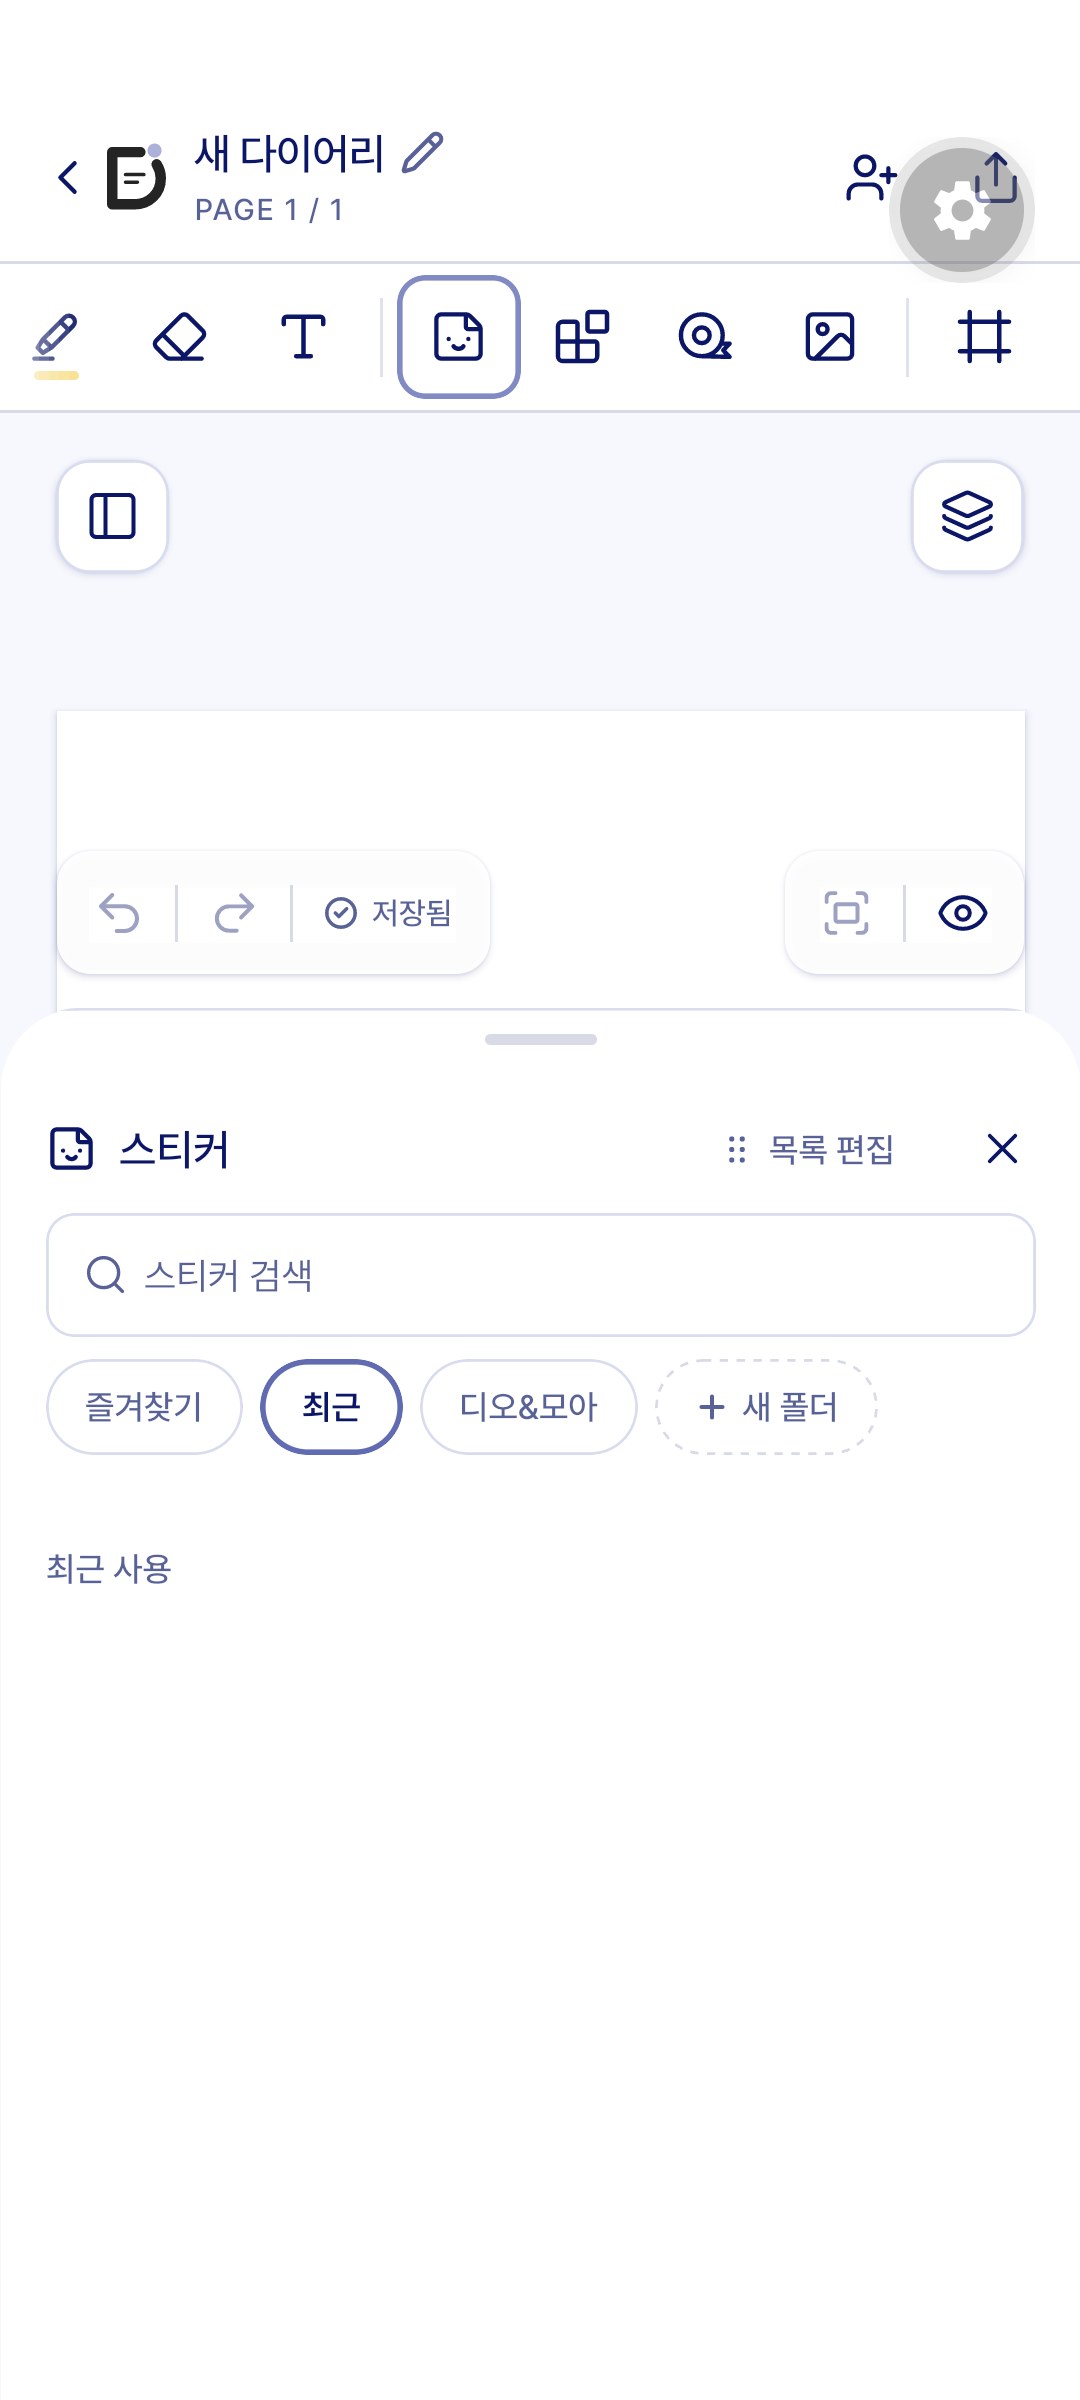 새 다이어리
PAGE 1 / 1
저장됨
스티커
목록 편집
스티커 검색
즐겨찾기 최근 디오&모아 + 새 폴더
최근 사용